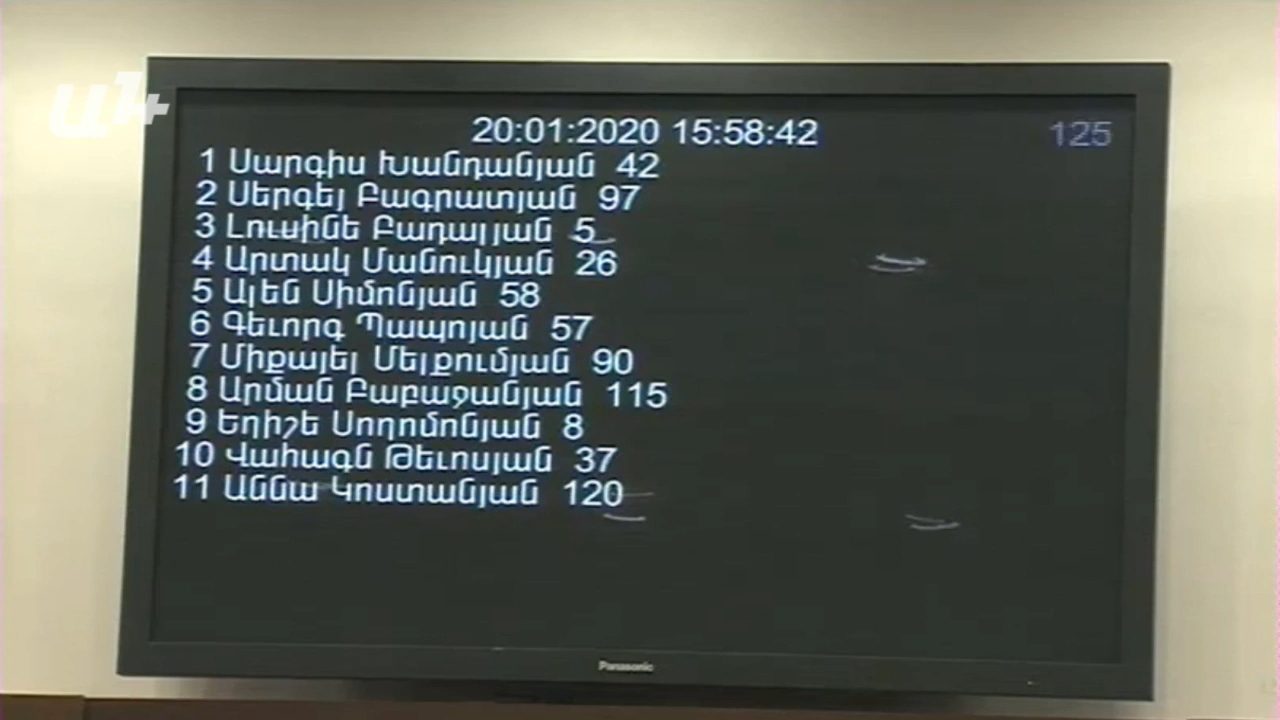 ա1+
20:01:2020 15:58:42 125
1 Սարգիս Խանդանյան 42
2 Սերգեյ Բագրատյան 97
3 Լուսինե Բադալյան 5
4 Արտակ Մանուկյան 26
5 Ալեն Սիմոնյան 58
6 Գեւորգ Պապոյան 57
7 Միքայել Մելքումյան 90
8 Արման Բաբաջանյան 115
9 Եղիշե Սողոմոնյան 8
10 Վահագն Թեւոսյան 37
11 Աննա Կոստանյան 120
Panasonic